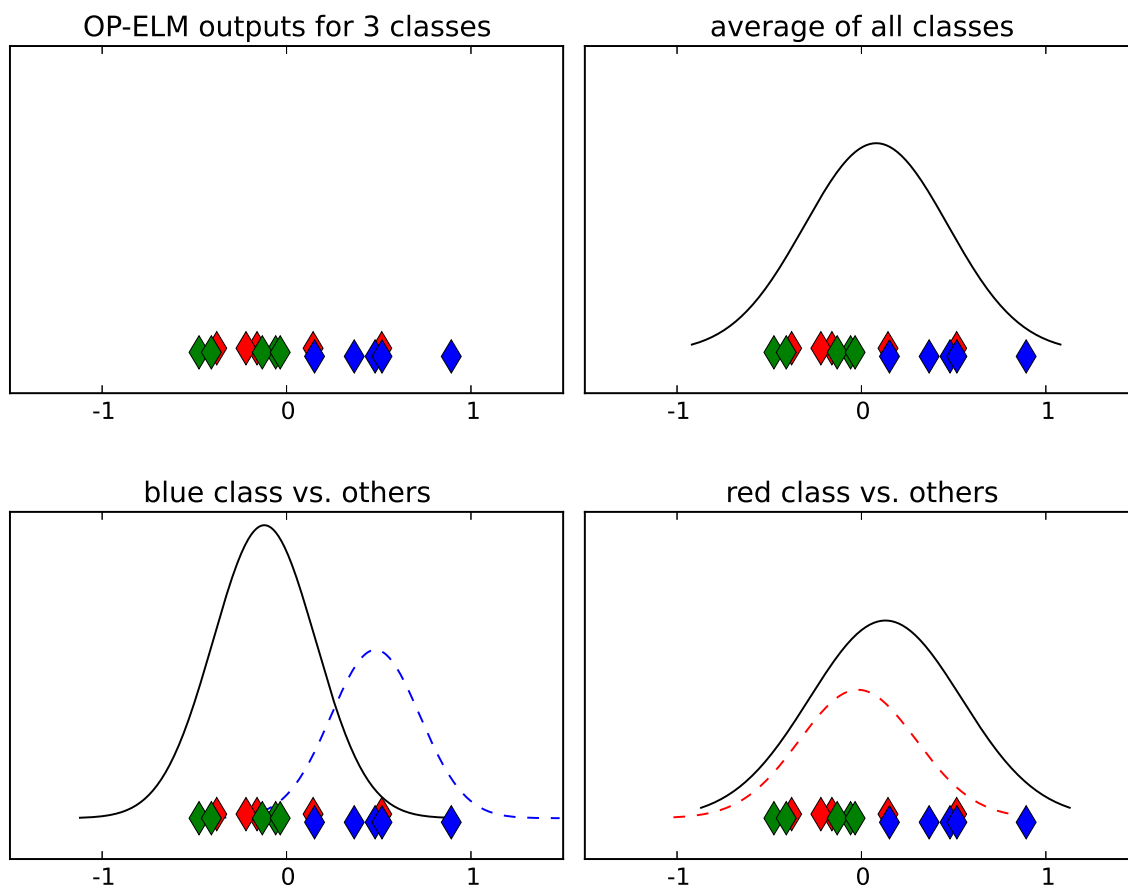 OP-ELM outputs for 3 classes
average of all classes
-1 0 1
-1 0 1
blue class vs. others
red class vs. others
-1 0 1
-1 0 1